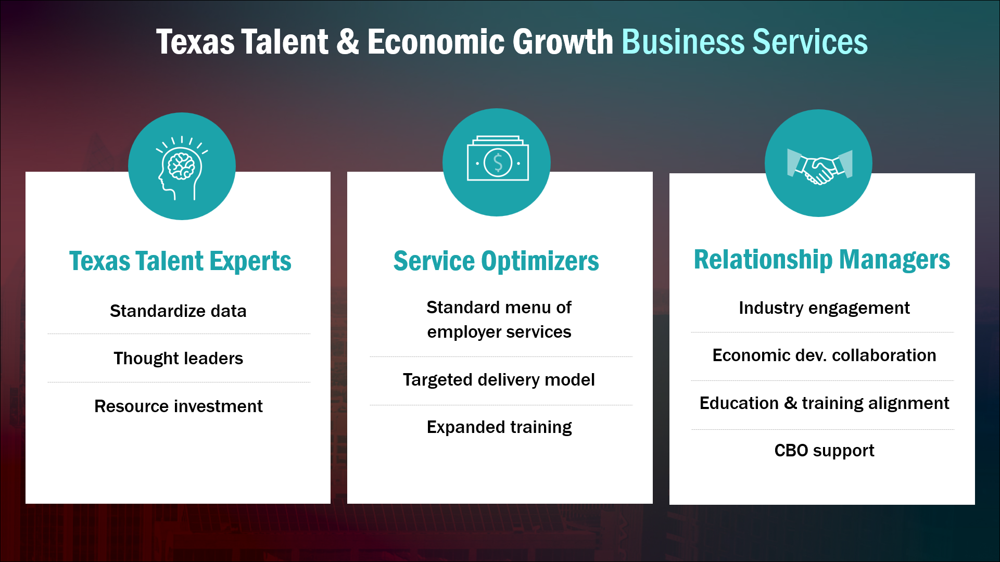 Texas Talent & Economic Growth Business Services
$
Texas Talent Experts
Standardize data
Thought leaders
Resource investment
Service Optimizers
Standard menu of
employer services
Targeted delivery model
Expanded training
Relationship Managers
Industry engagement
Economic dev. collaboration
Education & training alignment
CBO support